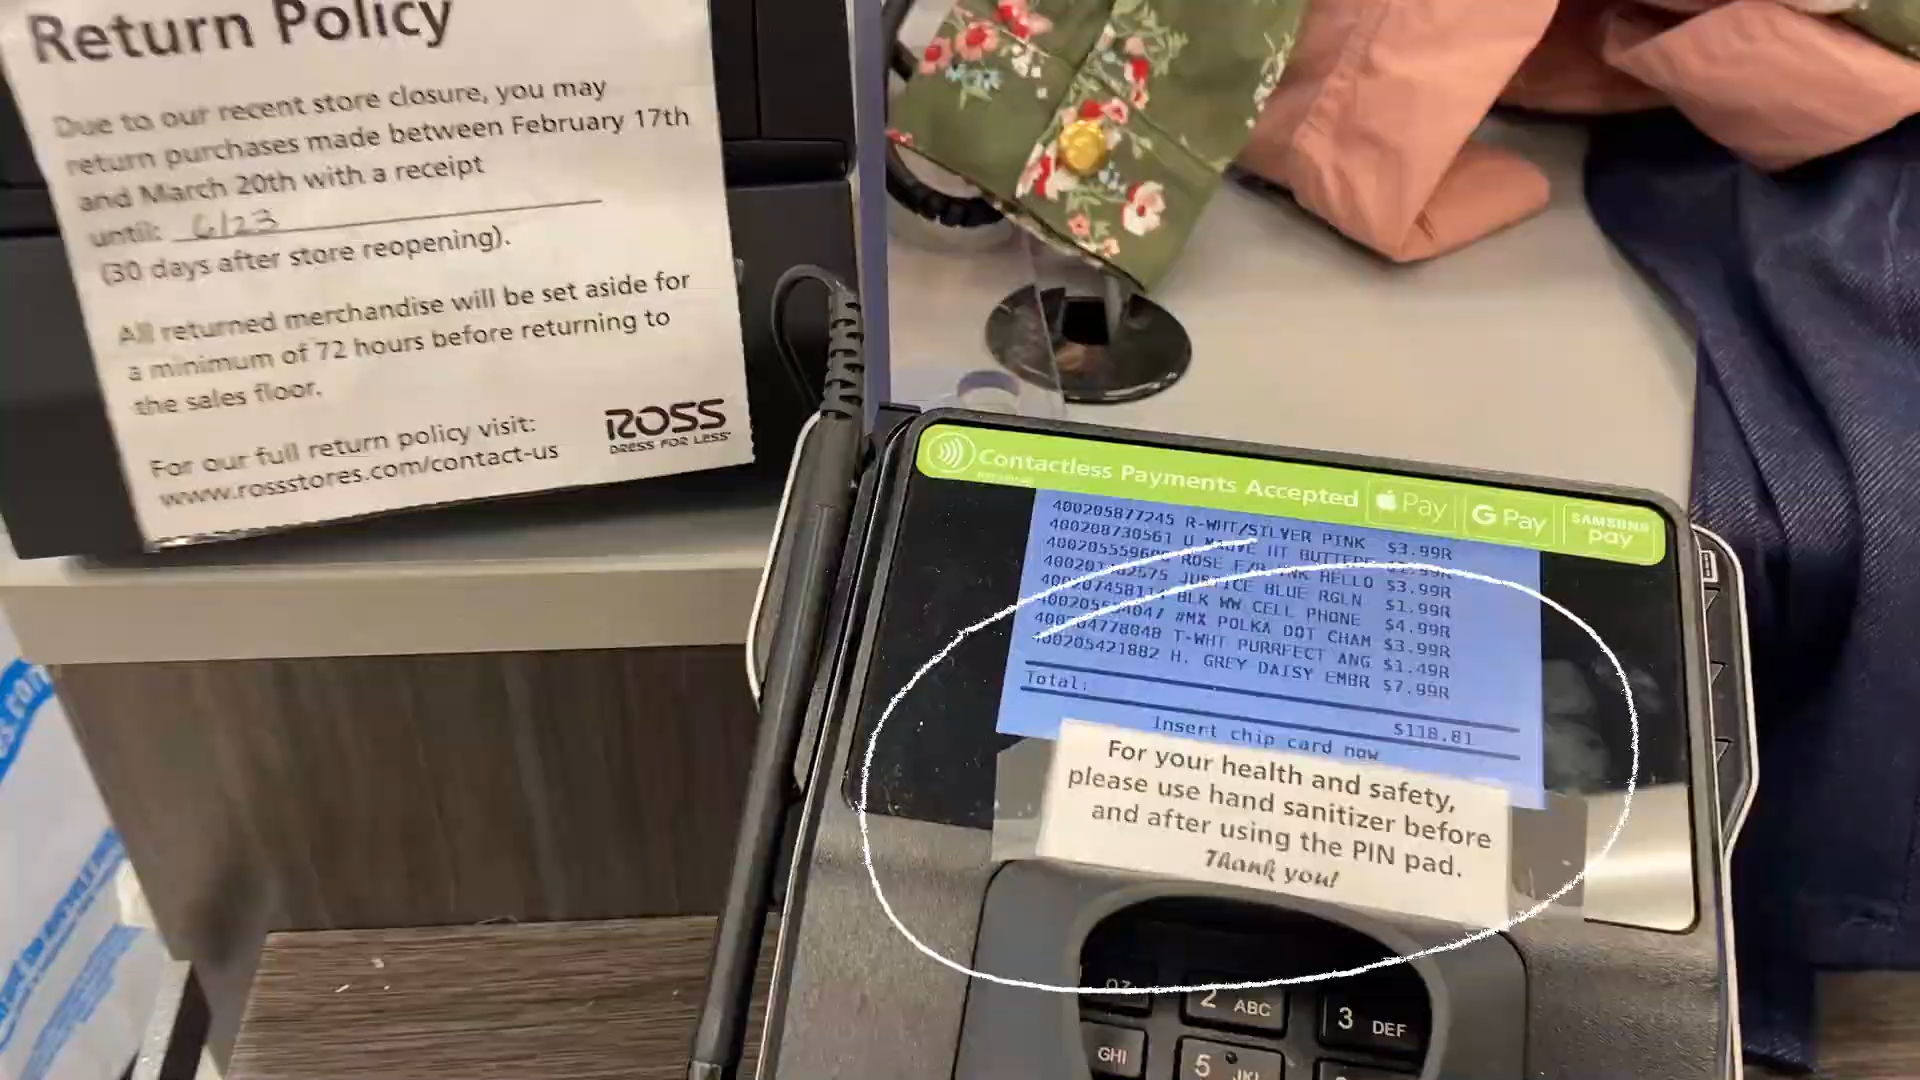 Return Policy
Due to our recent store closure, you may
return purchases made between February 17th
and March 20th with a receipt
until: 6/23
(30 days after store reopening).
All returned merchandise will be set aside for
a minimum of 72 hours before returning to
the sales floor.
For our full return policy visit:
www.rossstores.com/contact-us
ROSS
DRESS FOR LESS
Contactless Payments Accepted
Pay
G Pay
SAMSUNG
pay
400205877245 R-WHT/SILVER PINK $3.99R
400208730561 U
ROSE HELLO $3.99R
BLUE RGLN $1.99R
BLK WW CELL PHONE $4.99R
#MX POLKA DOT CHAM $3.99R
T-WHT PURRFECT ANG $1.49R
400205421882 H. GREY DAISY EMBR $7.99R
Total: $118.81
Insert chip card now
For your health and safety,
please use hand sanitizer before
and after using the PIN pad.
Thank you!
QZ
2 ABC
3 DEF
GHI
5 JKL